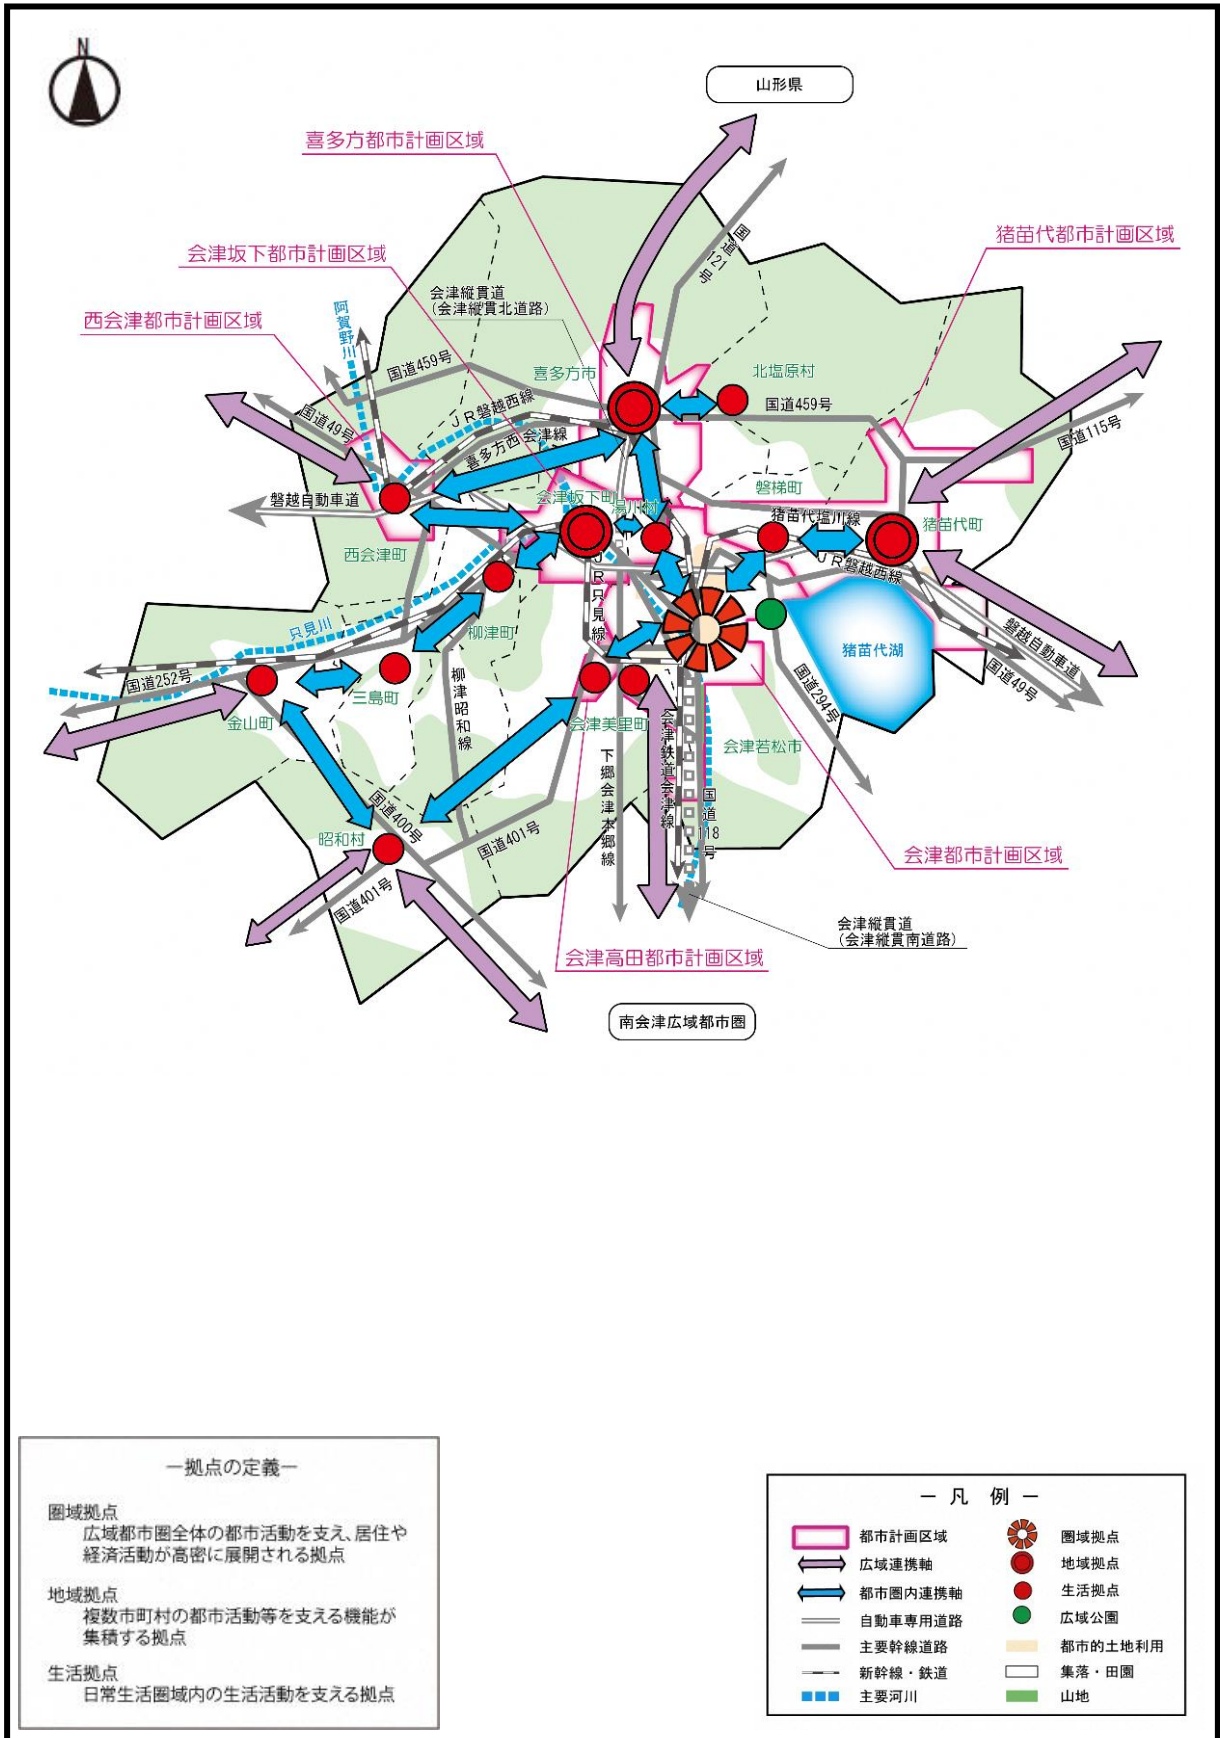 N
山形県
喜多方都市計画区域
猪苗代都市計画区域
会津坂下都市計画区域
国道121号
会津縦貫道
(会津縦貫北道路)
西会津都市計画区域
阿賀野川
国道459号
喜多方市
北塩原村
国道459号
国道49号
JR磐越西線
国道115号
喜多方西会津線
磐梯町
磐越自動車道
会津坂下町
湯川村
猪苗代塩川線
猪苗代町
西会津町
JR磐越西線
JR只見線
只見川
柳津町
猪苗代湖
磐越自動車道
国道49号
国道252号
三島町
金山町
柳津昭和線
会津美里町
会津鉄道会津線
会津若松市
国道294号
下郷会津本郷線
国道118号
国道400号
昭和村
国道401号
国道401号
会津都市計画区域
会津縦貫道
(会津縦貫南道路)
会津高田都市計画区域
南会津広域都市圏
―拠点の定義―
圏域拠点
広域都市圏全体の都市活動を支え、居住や
経済活動が高密に展開される拠点
地域拠点
複数市町村の都市活動等を支える機能が
集積する拠点
生活拠点
日常生活圏域内の生活活動を支える拠点
― 凡 例 ―
都市計画区域
圏域拠点
広域連携軸
地域拠点
都市圏内連携軸
生活拠点
自動車専用道路
広域公園
主要幹線道路
都市的土地利用
新幹線・鉄道
集落・田園
主要河川
山地